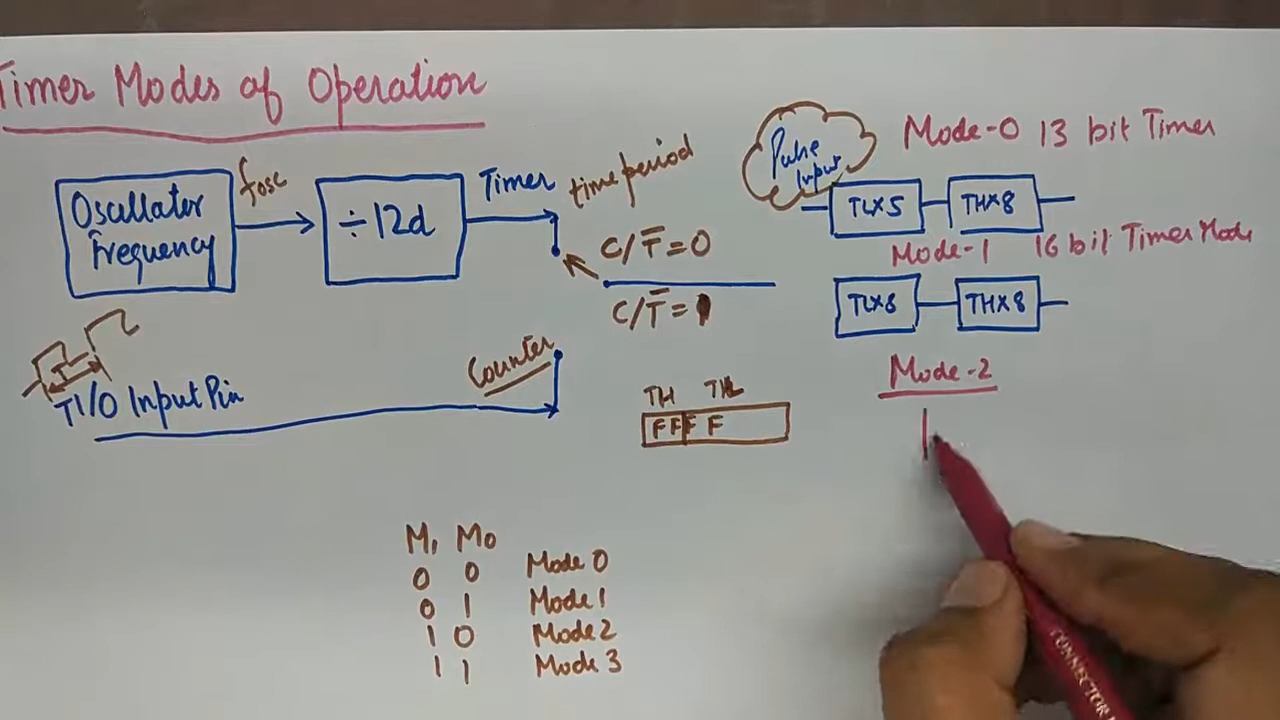 Timer Modes of Operation
Oscillator
Frequency
fosc
÷12d
Timer
time period
C/T̅=0
C/T̅=1
Counter
T
T1/0 Input Pin
TH
F F F F
M1 M0
0 0 Mode 0
0 1 Mode 1
1 0 Mode 2
1 1 Mode 3
Pulse
Input
Mode-0 13 bit Timer
TLX5
THX8
Mode-1 16 bit Timer Mode
TLX8
THX8
Mode-2
CONNECTOR